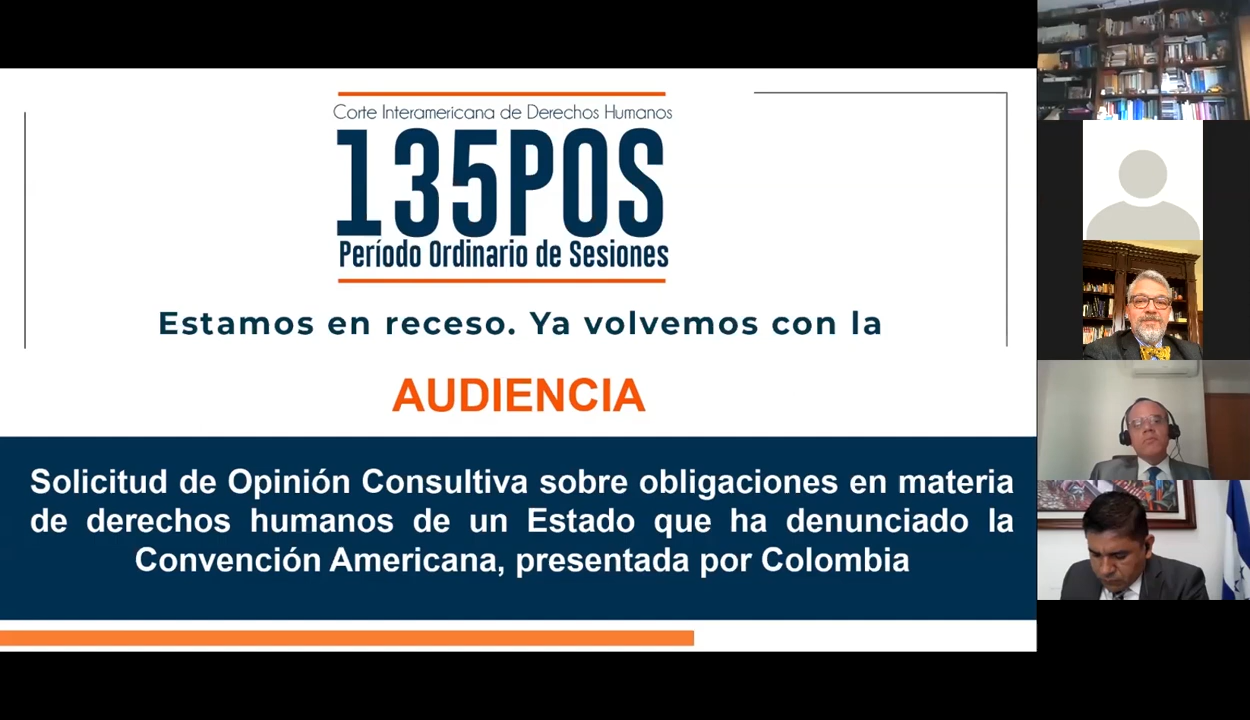 Corte Interamericana de Derechos Humanos
135POS
Período Ordinario de Sesiones
Estamos en receso. Ya volvemos con la
AUDIENCIA
Solicitud de Opinión Consultiva sobre obligaciones en materia
de derechos humanos de un Estado que ha denunciado la
Convención Americana, presentada por Colombia